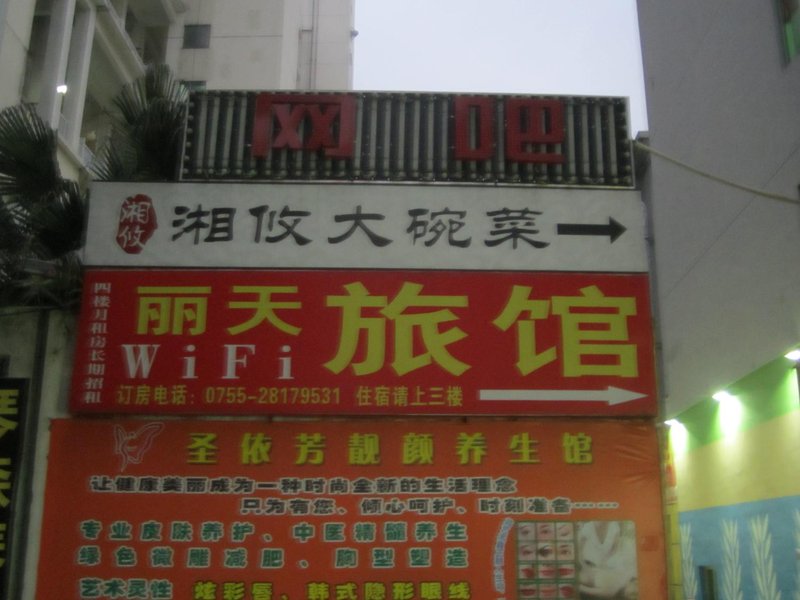 网吧
湘攸 湘攸大碗菜
四楼月租房长期招租
丽天
WiFi
旅馆
订房电话：0755-28179531 住宿请上三楼
圣依芳靓颜养生馆
让健康美丽成为一种时尚全新的生活理念
只为有您、倾心呵护、时刻准备……
专业皮肤养护、中医精髓养生
绿色微雕减肥、胸型塑造
艺术灵性 炫彩唇、韩式隐形眼线